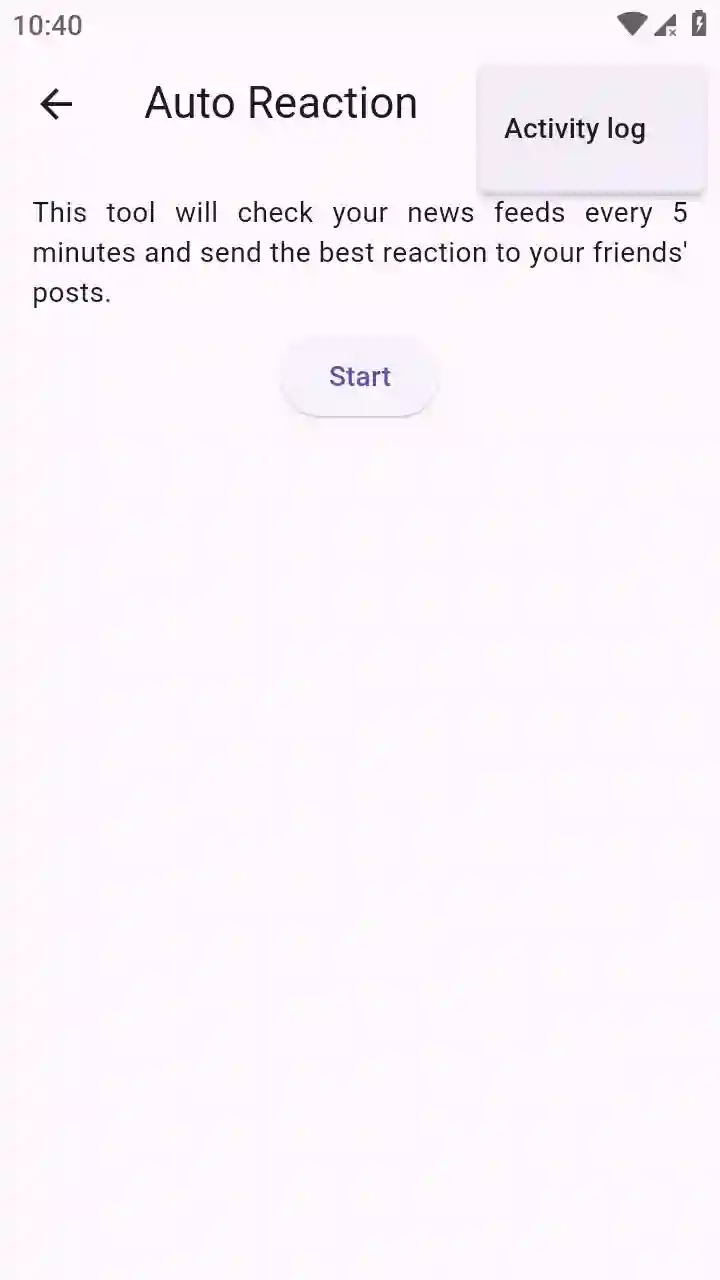 10:40
Auto Reaction
Activity log
This tool will check your news feeds every 5
minutes and send the best reaction to your friends'
posts.
Start